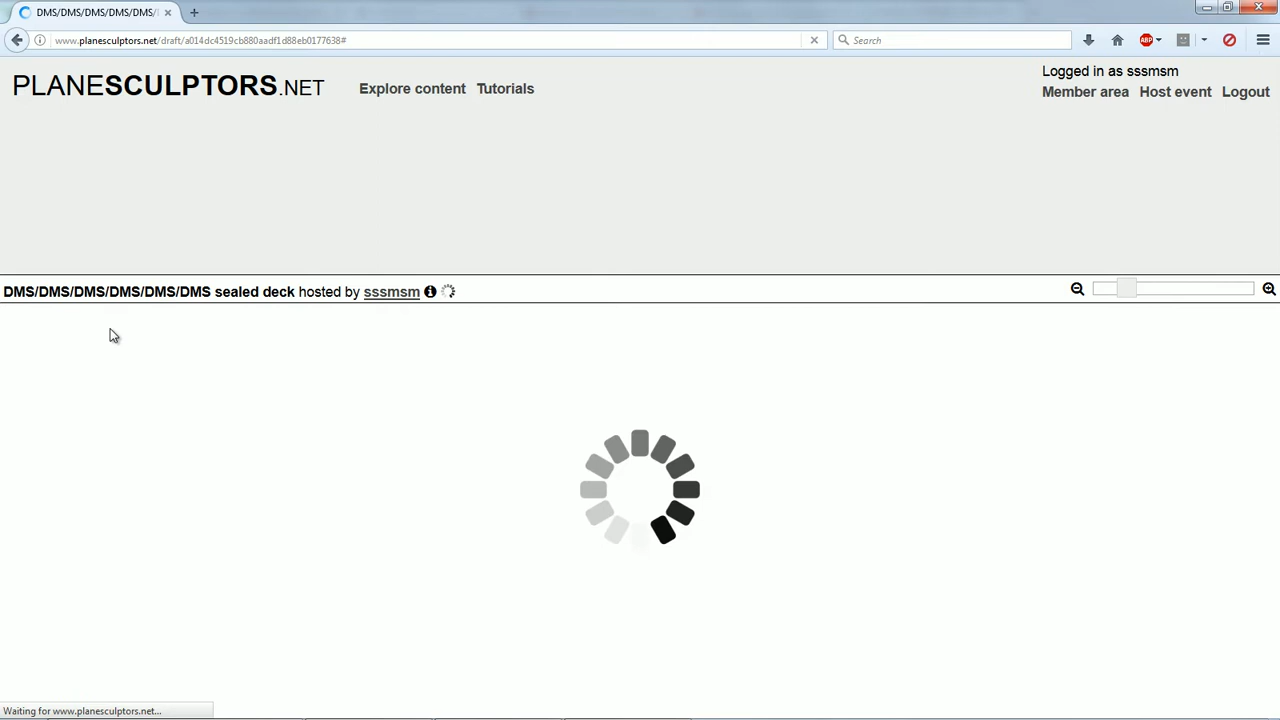 DMS/DMS/DMS/DMS/DMS/
www.planesculptors.net/draft/a014dc4519cb880aadf1d88eb0177638#
Search
ABP
PLANESCULPTORS.NET
Explore content
Tutorials
Logged in as sssmsm
Member area
Host event
Logout
DMS/DMS/DMS/DMS/DMS/DMS sealed deck hosted by sssmsm
Waiting for www.planesculptors.net...